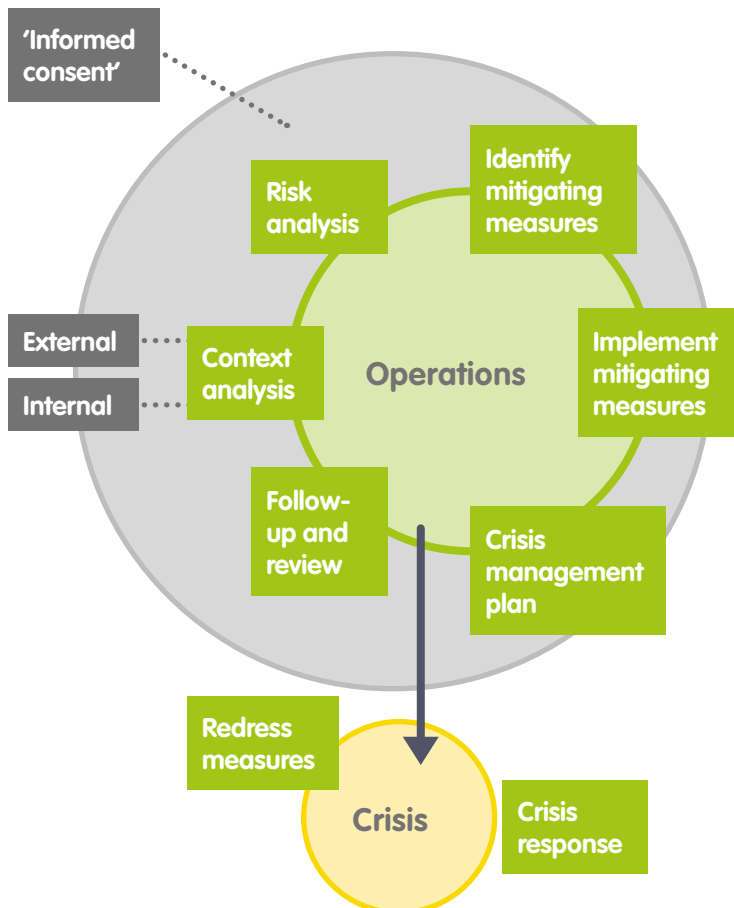 ‘Informed
consent’
Risk
analysis
Identify
mitigating
measures
External
Internal
Context
analysis
Operations
Implement
mitigating
measures
Follow-
up and
review
Crisis
management
plan
Redress
measures
Crisis
Crisis
response